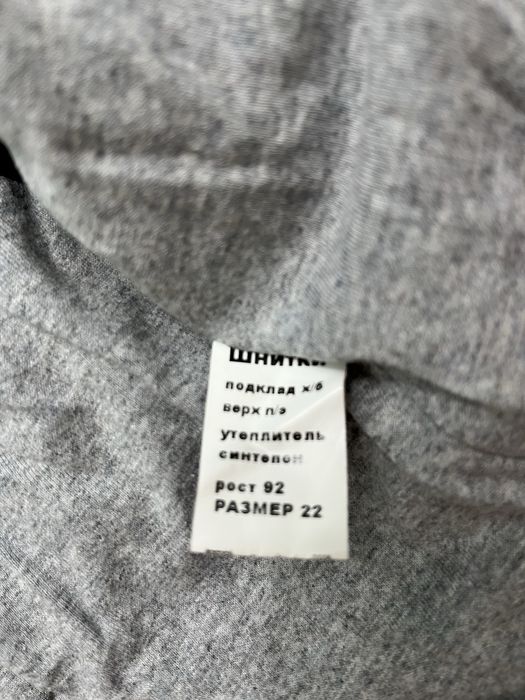 Шнитки
подклад х/б
верх п/э
утеплитель
синтепон
рост 92
РАЗМЕР 22